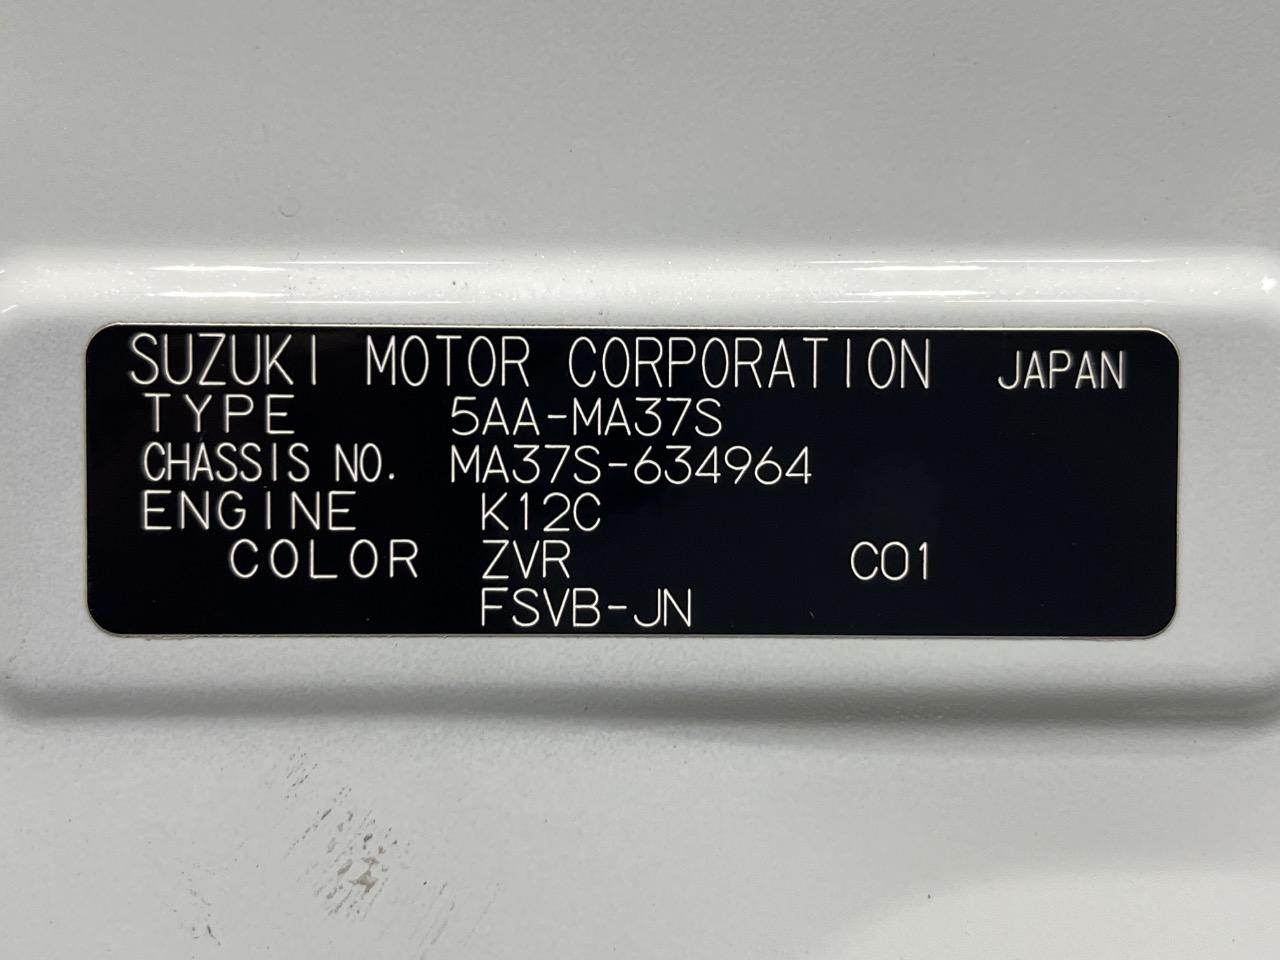 SUZUKI MOTOR CORPORATION JAPAN
TYPE 5AA-MA37S
CHASSIS NO. MA37S-634964
ENGINE K12C
COLOR ZVR C01
FSVB-JN